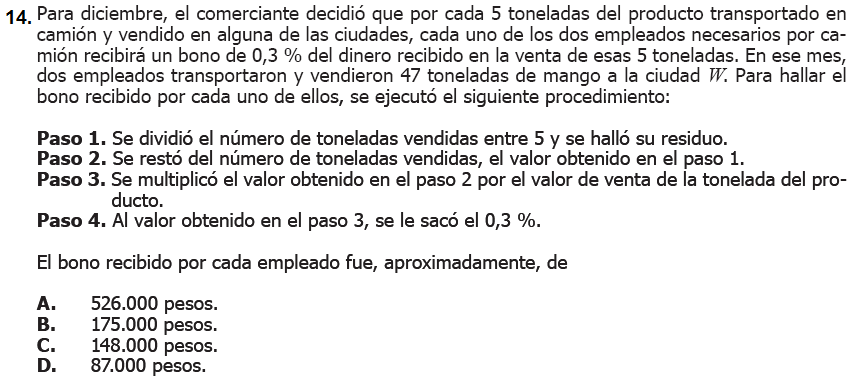 14. Para diciembre, el comerciante decidió que por cada 5 toneladas del producto transportado en
camión y vendido en alguna de las ciudades, cada uno de los dos empleados necesarios por ca-
mión recibirá un bono de 0,3 % del dinero recibido en la venta de esas 5 toneladas. En ese mes,
dos empleados transportaron y vendieron 47 toneladas de mango a la ciudad W. Para hallar el
bono recibido por cada uno de ellos, se ejecutó el siguiente procedimiento:
Paso 1. Se dividió el número de toneladas vendidas entre 5 y se halló su residuo.
Paso 2. Se restó del número de toneladas vendidas, el valor obtenido en el paso 1.
Paso 3. Se multiplicó el valor obtenido en el paso 2 por el valor de venta de la tonelada del pro-
ducto.
Paso 4. Al valor obtenido en el paso 3, se le sacó el 0,3 %.
El bono recibido por cada empleado fue, aproximadamente, de
A. 526.000 pesos.
B. 175.000 pesos.
C. 148.000 pesos.
D. 87.000 pesos.